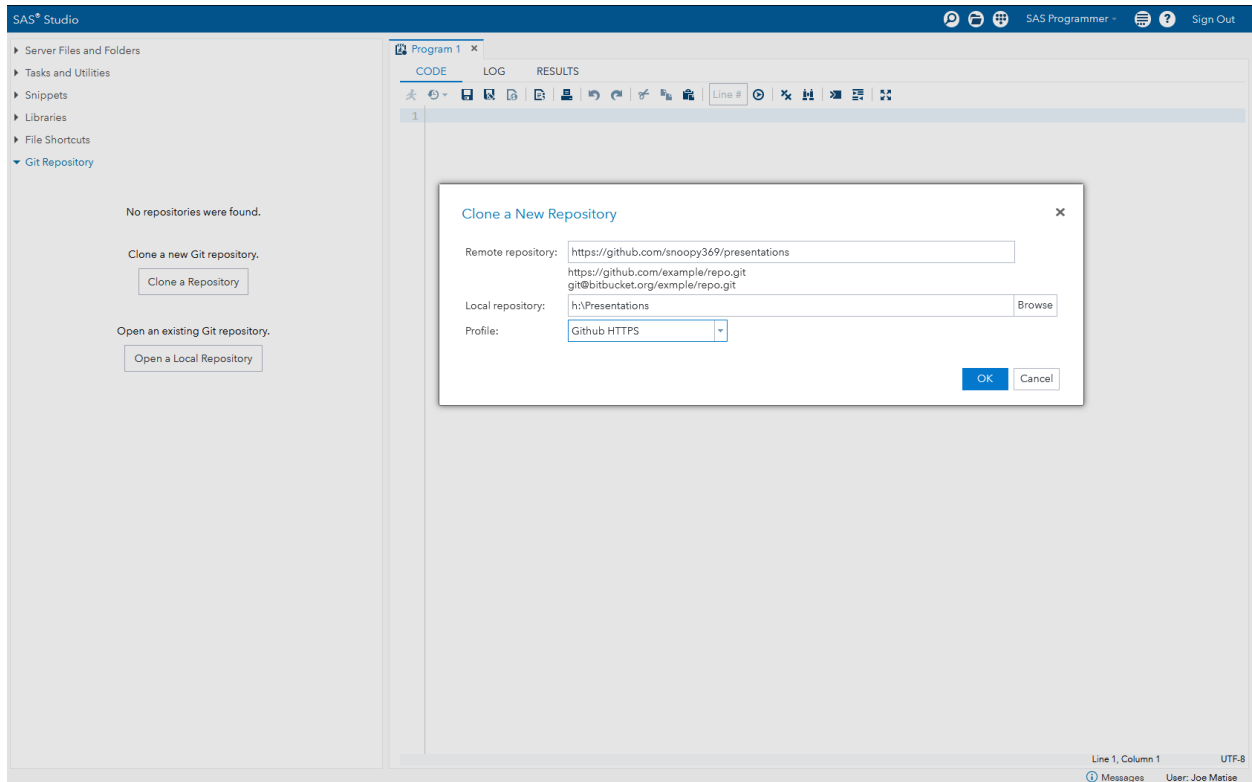 SAS® Studio
SAS Programmer
Sign Out
Server Files and Folders
Tasks and Utilities
Snippets
Libraries
File Shortcuts
Git Repository
No repositories were found.
Clone a new Git repository.
Clone a Repository
Open an existing Git repository.
Open a Local Repository
Program 1 ×
CODE LOG RESULTS
Line #
1
Clone a New Repository
Remote repository: https://github.com/snoopy369/presentations
https://github.com/example/repo.git
git@bitbucket.org/exmple/repo.git
Local repository: h:\Presentations Browse
Profile: Github HTTPS
OK Cancel
Line 1, Column 1 UTF-8
Messages User: Joe Matise